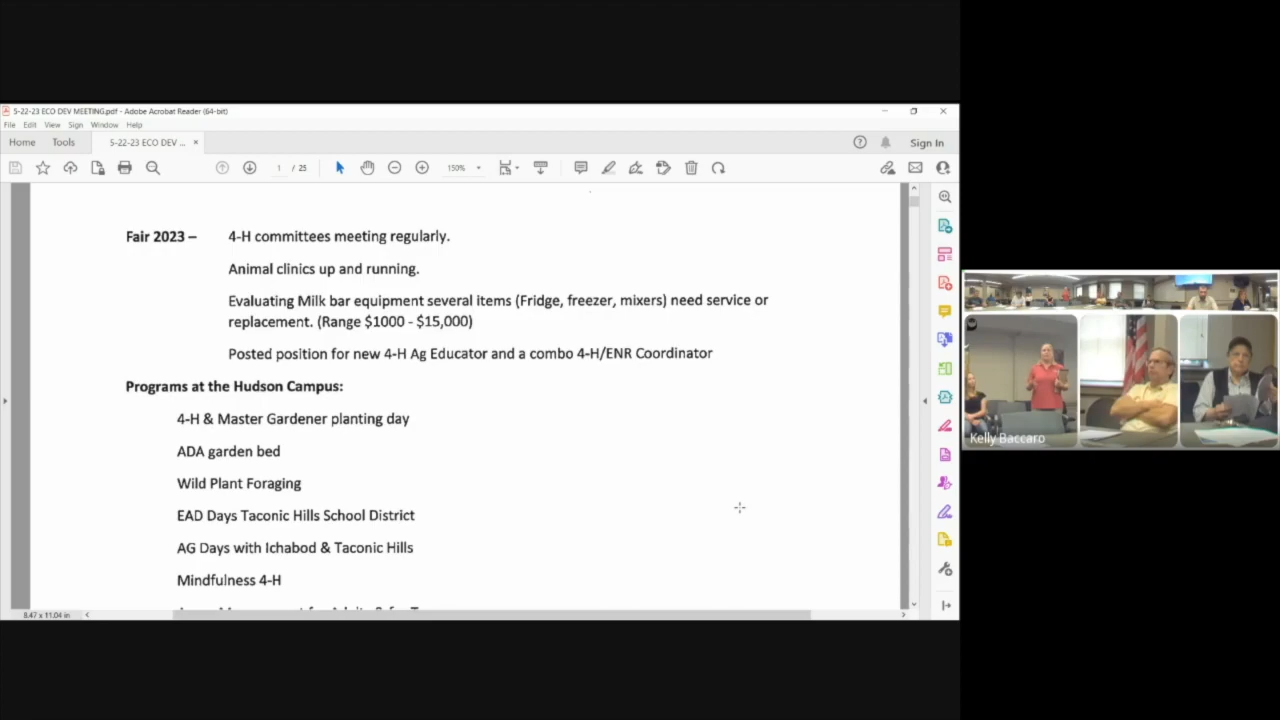 5-22-23 ECO DEV MEETING.pdf - Adobe Acrobat Reader (64-bit)
File Edit View Sign Window Help
Home Tools 5-22-23 ECO DEV ... × Sign In
1 / 25 150%
Fair 2023 – 4-H committees meeting regularly.
Animal clinics up and running.
Evaluating Milk bar equipment several items (Fridge, freezer, mixers) need service or
replacement. (Range $1000 - $15,000)
Posted position for new 4-H Ag Educator and a combo 4-H/ENR Coordinator
Programs at the Hudson Campus:
4-H & Master Gardener planting day
ADA garden bed
Wild Plant Foraging
EAD Days Taconic Hills School District
AG Days with Ichabod & Taconic Hills
Mindfulness 4-H
8.47 x 11.04 in
Kelly Baccaro